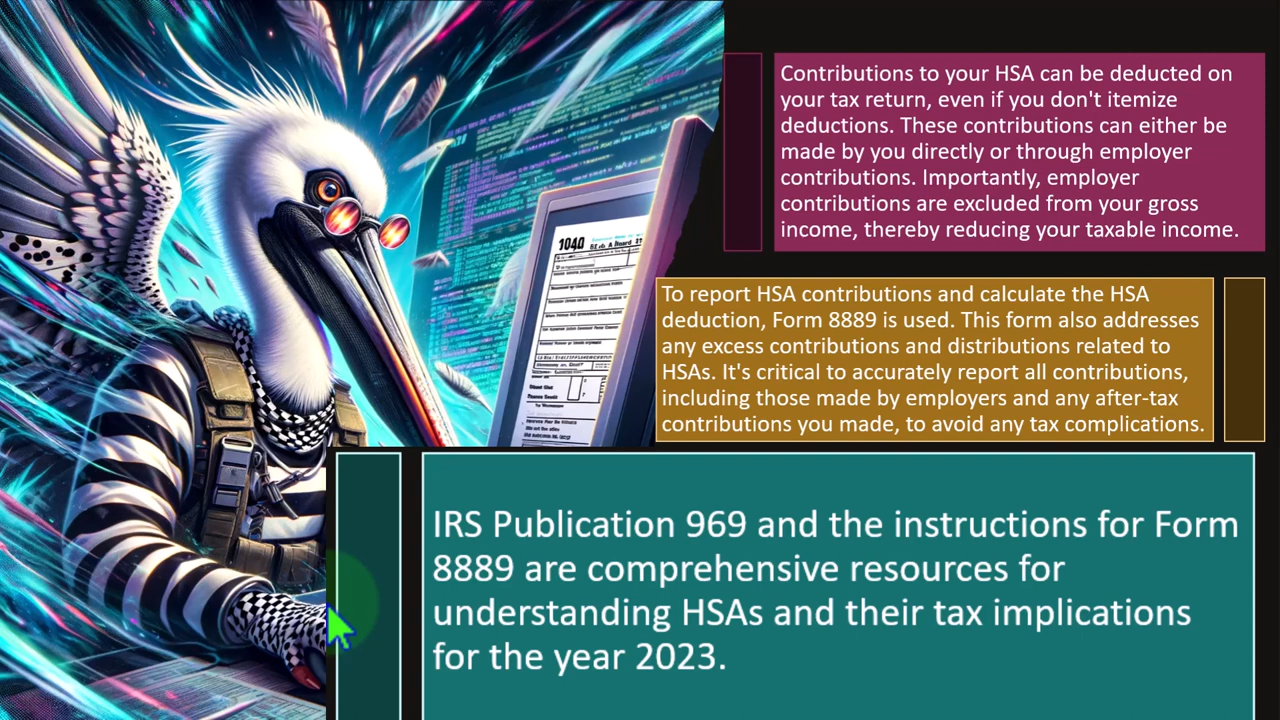 Contributions to your HSA can be deducted on
your tax return, even if you don't itemize
deductions. These contributions can either be
made by you directly or through employer
contributions. Importantly, employer
contributions are excluded from your gross
income, thereby reducing your taxable income.
1040
To report HSA contributions and calculate the HSA
deduction, Form 8889 is used. This form also addresses
any excess contributions and distributions related to
HSAs. It's critical to accurately report all contributions,
including those made by employers and any after-tax
contributions you made, to avoid any tax complications.
IRS Publication 969 and the instructions for Form
8889 are comprehensive resources for
understanding HSAs and their tax implications
for the year 2023.